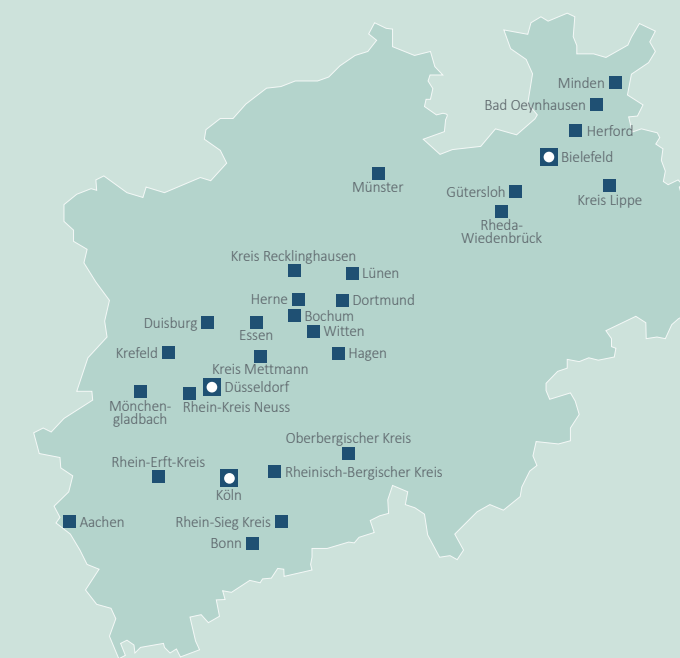 Minden
Bad Oeynhausen
Herford
Bielefeld
Münster
Gütersloh
Kreis Lippe
Rheda-
Wiedenbrück
Kreis Recklinghausen
Lünen
Herne
Dortmund
Bochum
Duisburg
Essen
Witten
Krefeld
Hagen
Kreis Mettmann
Düsseldorf
Mönchen-
gladbach
Rhein-Kreis Neuss
Oberbergischer Kreis
Rhein-Erft-Kreis
Rheinisch-Bergischer Kreis
Köln
Aachen
Rhein-Sieg Kreis
Bonn